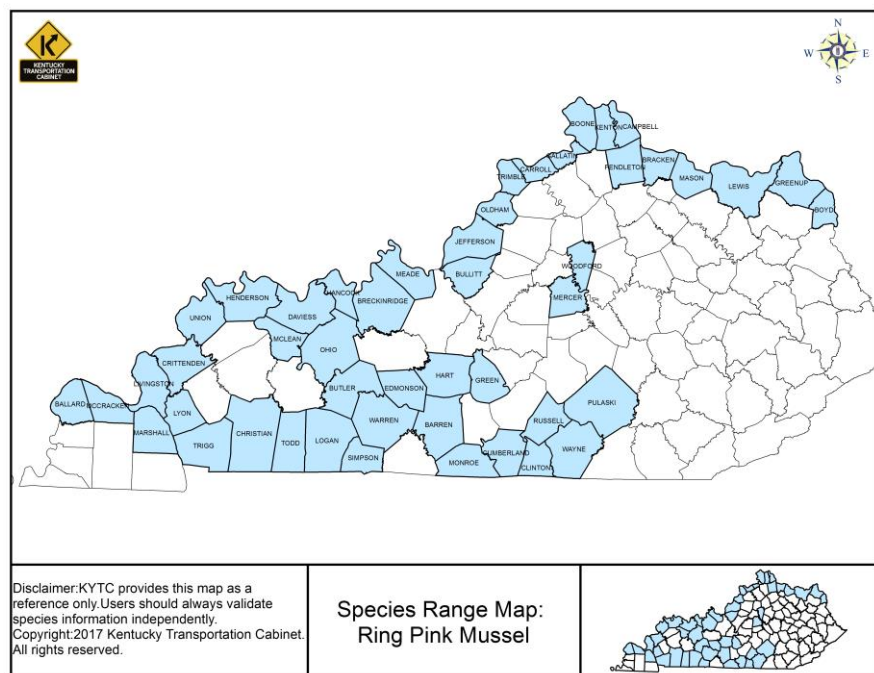 KENTUCKY
TRANSPORTATION
CABINET
N
W
E
S
BOONE
KENTON
CAMPBELL
GALLATIN
CARROLL
TRIMBLE
PENDLETON
BRACKEN
MASON
LEWIS
GREENUP
BOYD
OLDHAM
JEFFERSON
BULLITT
WOODFORD
MERCER
MEADE
HANCOCK
BRECKINRIDGE
HENDERSON
DAVIESS
UNION
MCLEAN
OHIO
CRITTENDEN
LIVINGSTON
HART
GREEN
BUTLER
EDMONSON
BALLARD
MCCRACKEN
LYON
MARSHALL
TRIGG
CHRISTIAN
TODD
LOGAN
WARREN
BARREN
SIMPSON
MONROE
CUMBERLAND
CLINTON
RUSSELL
PULASKI
WAYNE
Disclaimer:KYTC provides this map as a
reference only.Users should always validate
species information independently.
Copyright:2017 Kentucky Transportation Cabinet.
All rights reserved.
Species Range Map:
Ring Pink Mussel